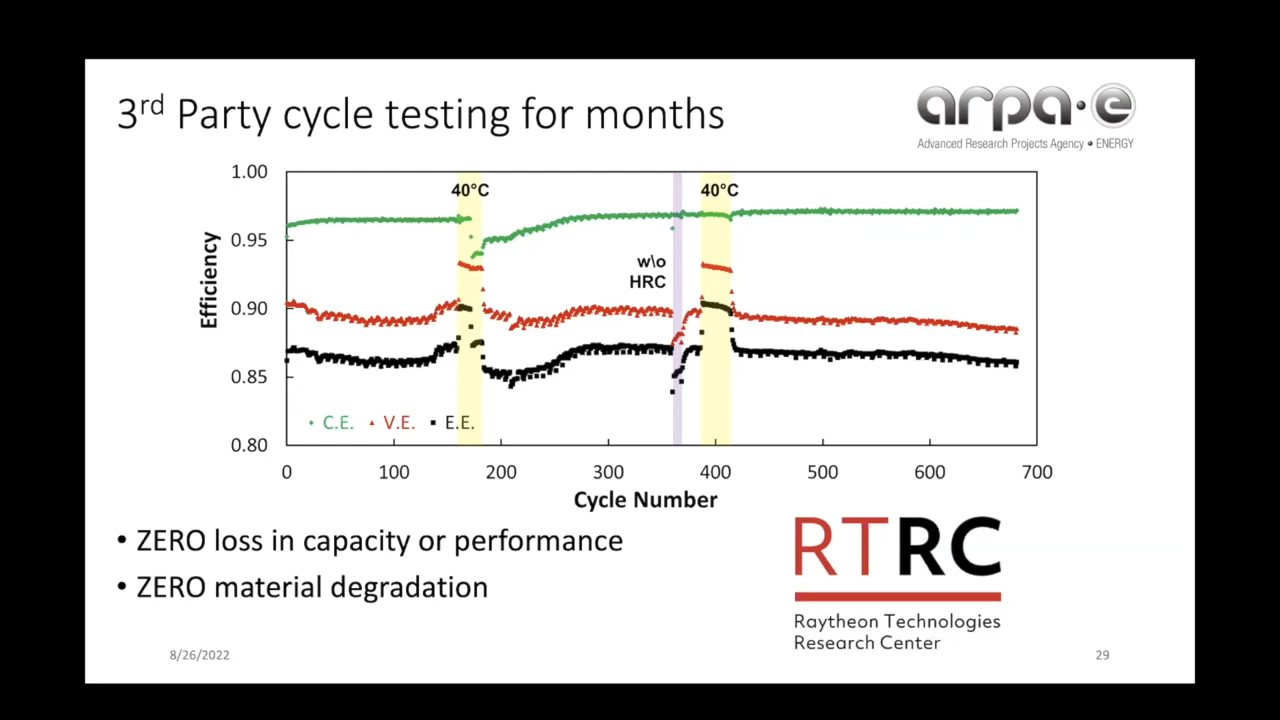 3rd Party cycle testing for months
arpa·e
Advanced Research Projects Agency • ENERGY
1.00
0.95
0.90
0.85
0.80
Efficiency
40°C
40°C
w\o
HRC
C.E. V.E. E.E.
0 100 200 300 400 500 600 700
Cycle Number
• ZERO loss in capacity or performance
• ZERO material degradation
RTRC
Raytheon Technologies
Research Center
8/26/2022
29